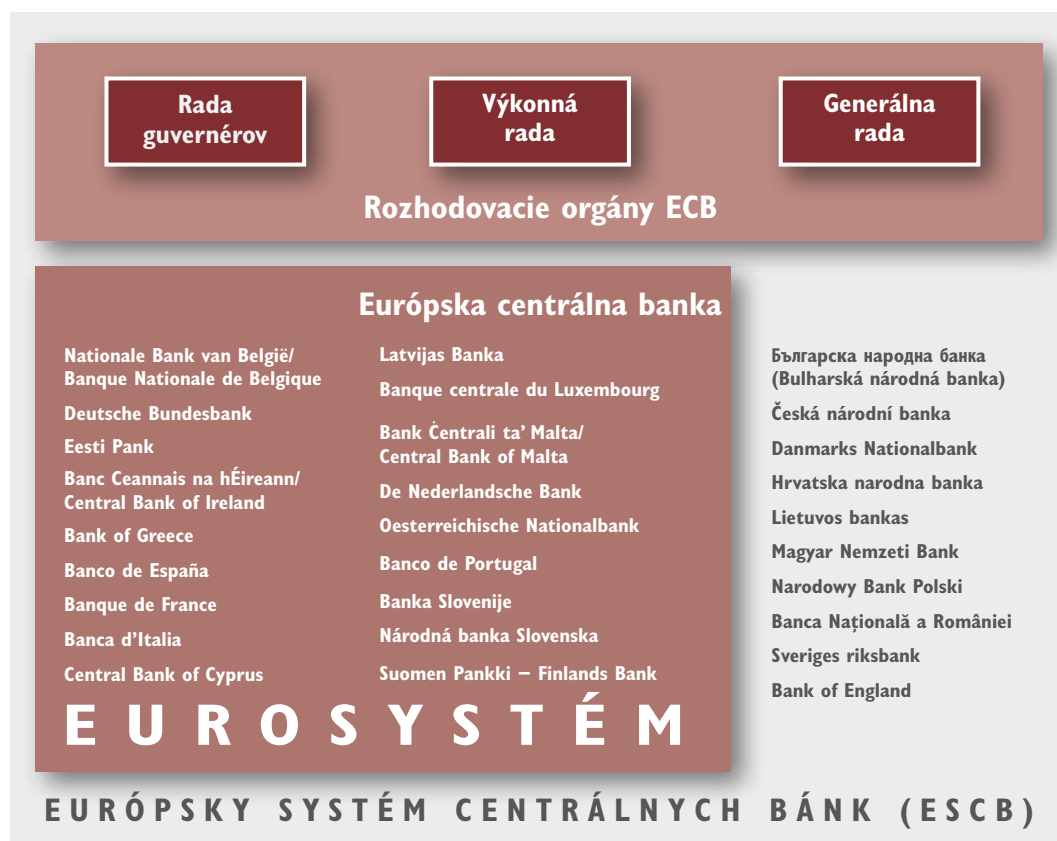 Rada
guvernérov
Výkonná
rada
Generálna
rada
Rozhodovacie orgány ECB
Európska centrálna banka
Nationale Bank van België/
Banque Nationale de Belgique
Deutsche Bundesbank
Eesti Pank
Banc Ceannais na hÉireann/
Central Bank of Ireland
Bank of Greece
Banco de España
Banque de France
Banca d’Italia
Central Bank of Cyprus
Latvijas Banka
Banque centrale du Luxembourg
Bank Ċentrali ta’ Malta/
Central Bank of Malta
De Nederlandsche Bank
Oesterreichische Nationalbank
Banco de Portugal
Banka Slovenije
Národná banka Slovenska
Suomen Pankki – Finlands Bank
EUROSYSTÉM
Българска народна банка
(Bulharská národná banka)
Česká národní banka
Danmarks Nationalbank
Hrvatska narodna banka
Lietuvos bankas
Magyar Nemzeti Bank
Narodowy Bank Polski
Banca Naţională a României
Sveriges riksbank
Bank of England
EURÓPSKY SYSTÉM CENTRÁLNYCH BÁNK (ESCB)